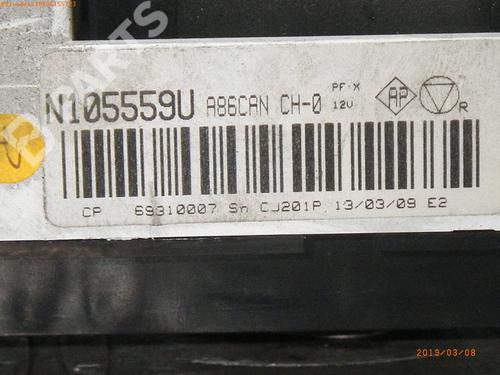 N105559U A86CAN CH-0 PF·X 12V AP R
CP 69310007 Sn CJ201P 13/03/09 E2
2019/03/08